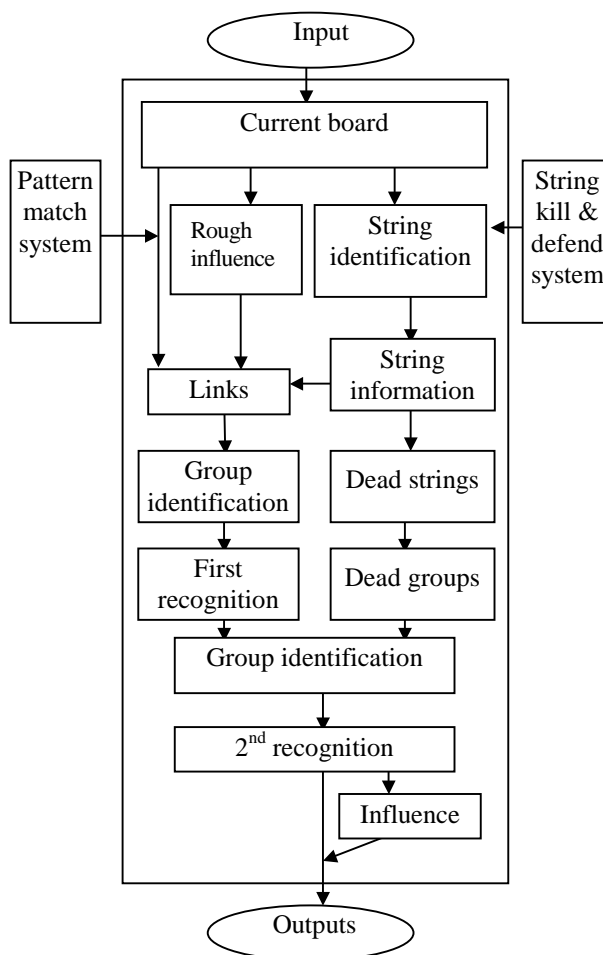 Input
Current board
Pattern
match
system
Rough
influence
String
identification
String
kill &
defend
system
Links
String
information
Group
identification
Dead strings
First
recognition
Dead groups
Group identification
2nd recognition
Influence
Outputs